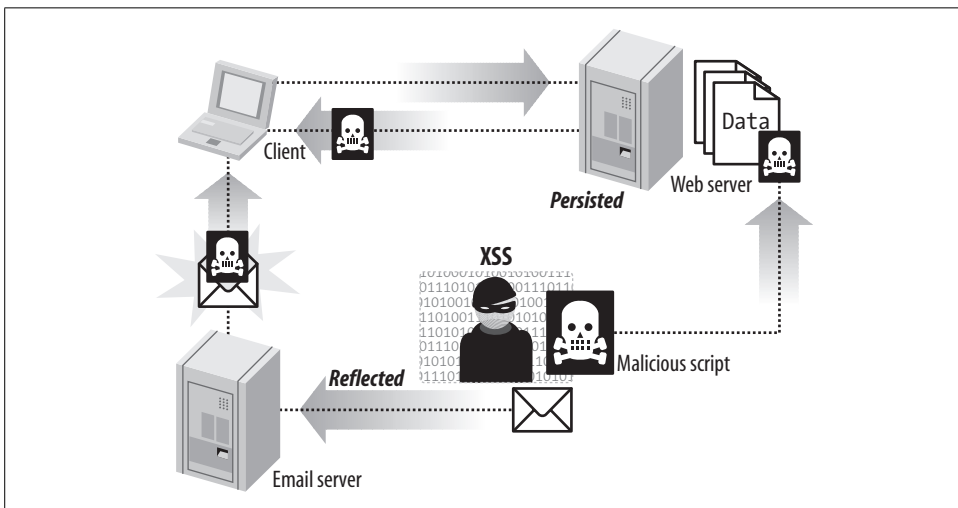 Client
Data
Web server
Persisted
XSS
Malicious script
Reflected
Email server